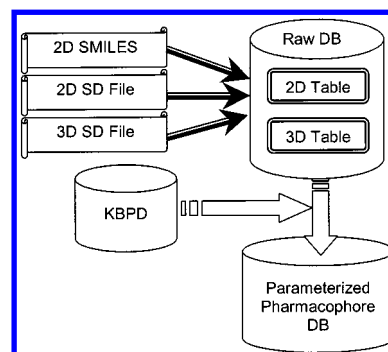 2D SMILES
2D SD File
3D SD File
Raw DB
2D Table
3D Table
KBPD
Parameterized
Pharmacophore
DB